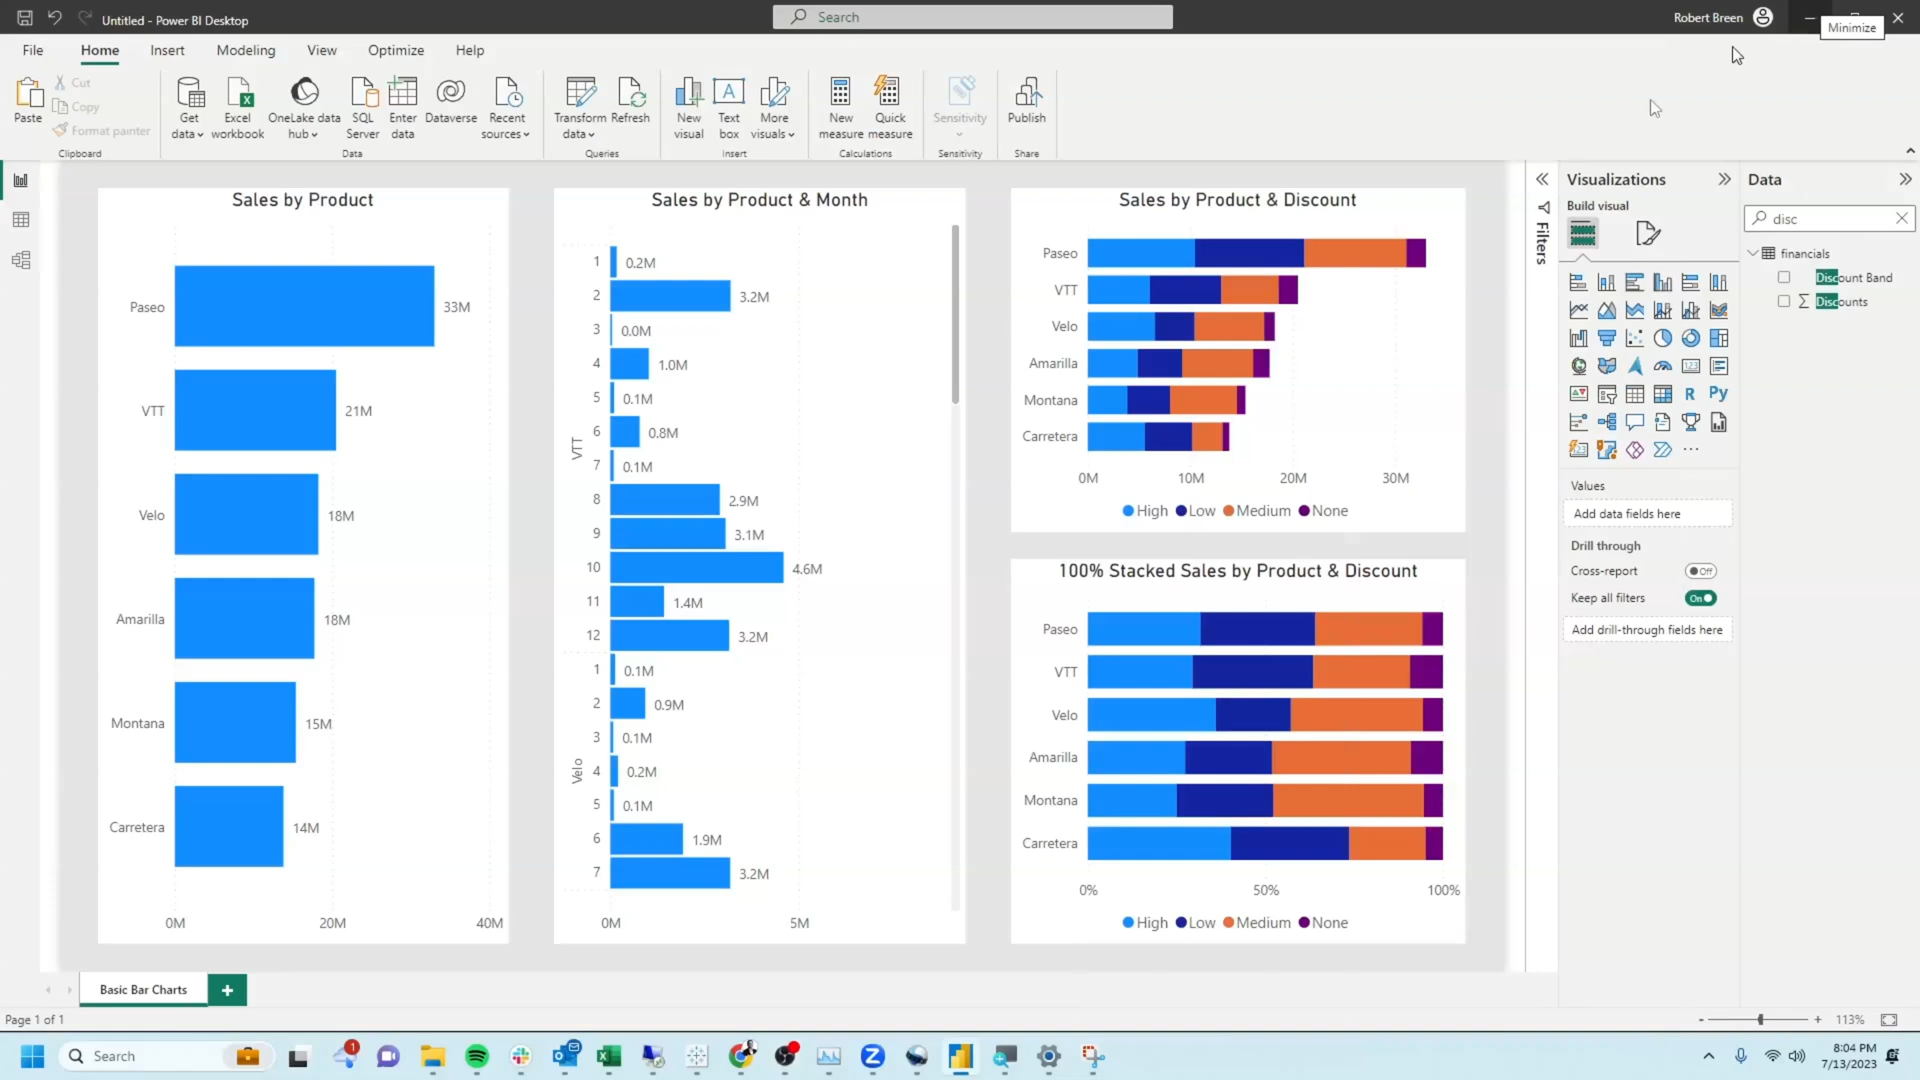 Untitled - Power BI Desktop
Search
Robert Breen
Minimize
File
Home
Insert
Modeling
View
Optimize
Help
Paste
Cut
Copy
Format painter
Clipboard
Get data
Excel workbook
OneLake data hub
SQL Server
Enter data
Dataverse
Recent sources
Data
Transform data
Refresh
Queries
New visual
Text box
More visuals
Insert
New measure
Quick measure
Calculations
Sensitivity
Sensitivity
Publish
Share
Sales by Product
Paseo
33M
VTT
21M
Velo
18M
Amarilla
18M
Montana
15M
Carretera
14M
0M
20M
40M
Sales by Product & Month
VTT
1
0.2M
2
3.2M
3
0.0M
4
1.0M
5
0.1M
6
0.8M
7
0.1M
8
2.9M
9
3.1M
10
4.6M
11
1.4M
12
3.2M
Velo
1
0.1M
2
0.9M
3
0.1M
4
0.2M
5
0.1M
6
1.9M
7
3.2M
0M
5M
Sales by Product & Discount
Paseo
VTT
Velo
Amarilla
Montana
Carretera
0M
10M
20M
30M
High
Low
Medium
None
100% Stacked Sales by Product & Discount
Paseo
VTT
Velo
Amarilla
Montana
Carretera
0%
50%
100%
High
Low
Medium
None
Filters
Visualizations
Build visual
R
Py
123
Values
Add data fields here
Drill through
Cross-report
Off
Keep all filters
On
Add drill-through fields here
Data
disc
financials
Discount Band
Σ Discounts
Basic Bar Charts
+
Page 1 of 1
-
+
113%
Search
1
8:04 PM
7/13/2023